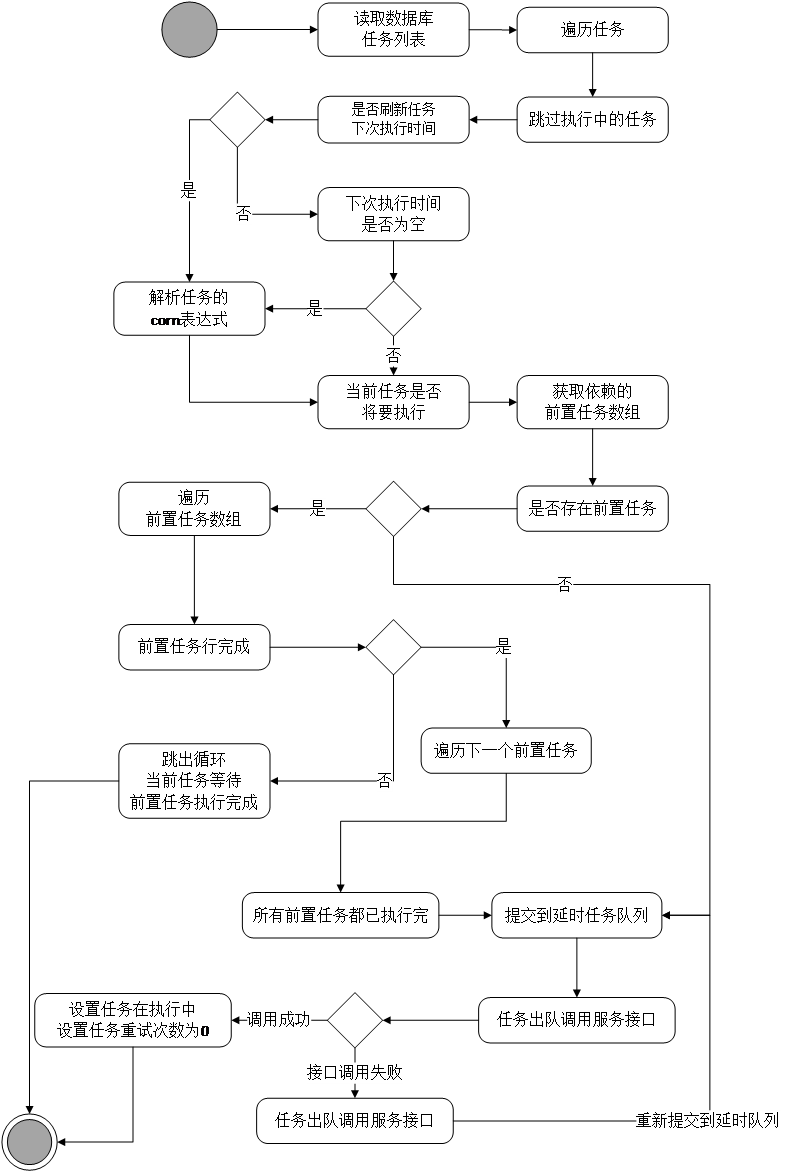 读取数据库
任务列表
遍历任务
是否刷新任务
下次执行时间
跳过执行中的任务
是
否
下次执行时间
是否为空
解析任务的
corn表达式
是
否
当前任务是否
将要执行
获取依赖的
前置任务数组
遍历
前置任务数组
是
是否存在前置任务
否
前置任务行完成
是
遍历下一个前置任务
跳出循环
当前任务等待
前置任务执行完成
否
所有前置任务都已执行完
提交到延时任务队列
设置任务在执行中
设置任务重试次数为0
调用成功
任务出队调用服务接口
接口调用失败
任务出队调用服务接口
重新提交到延时队列